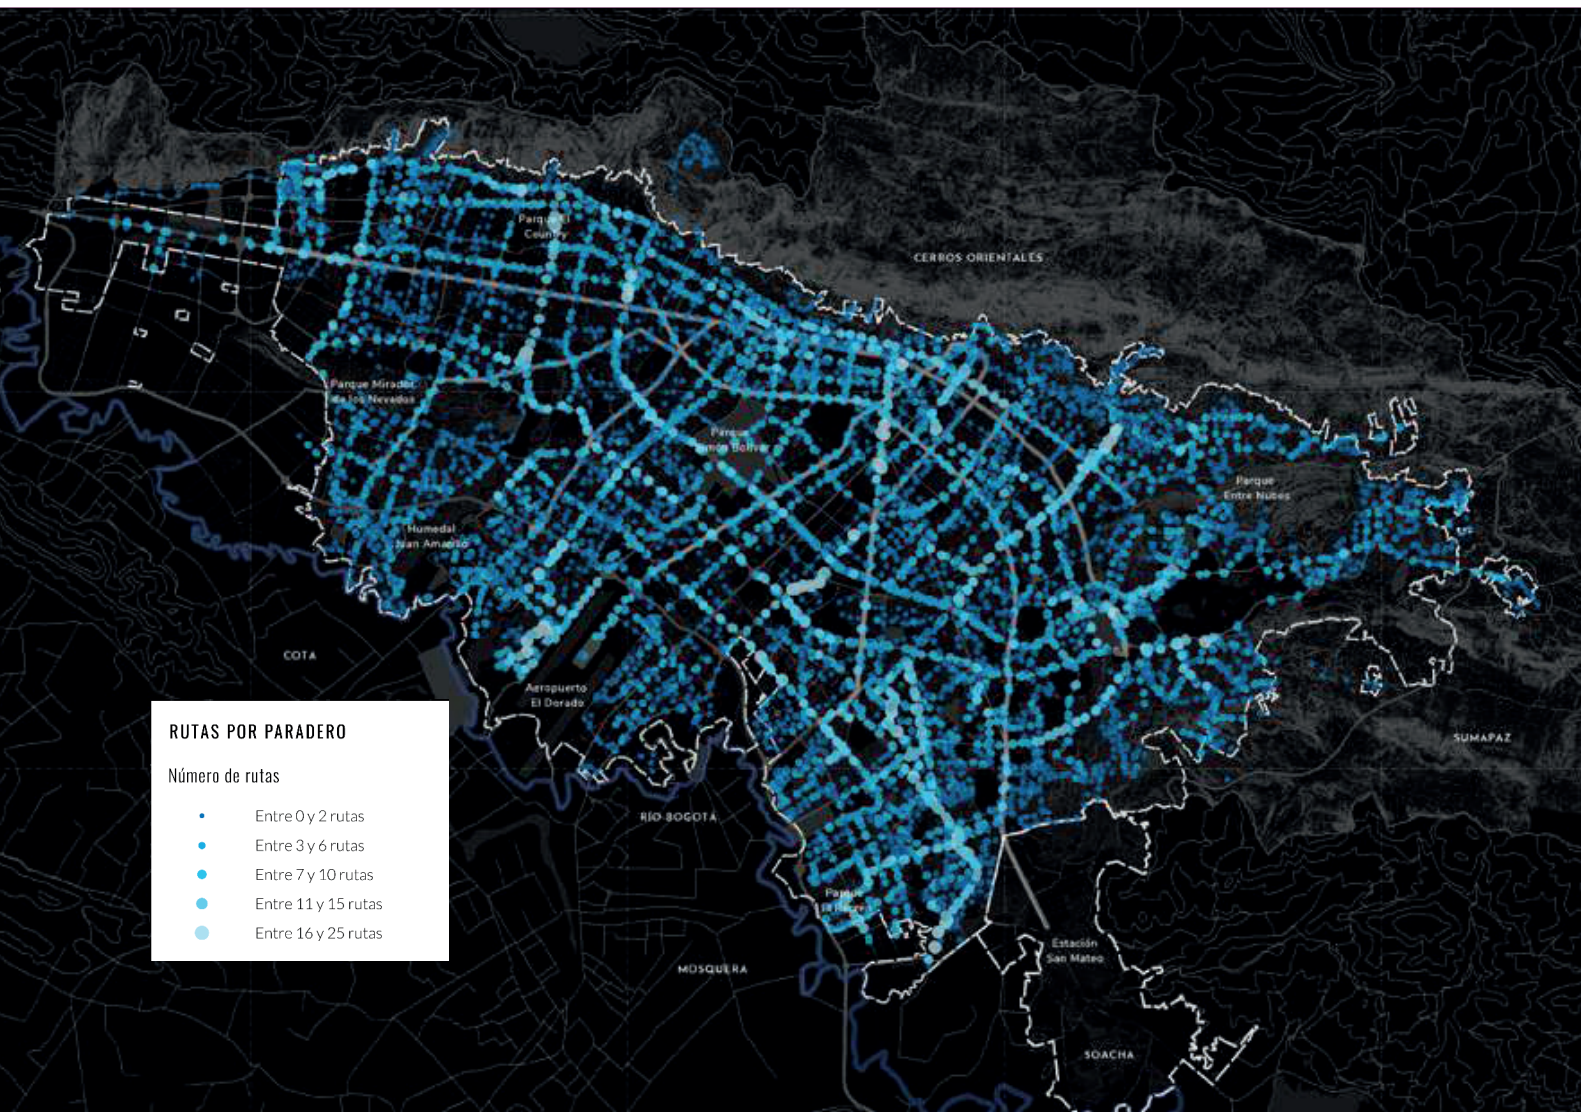 Parque El
Country
CERROS ORIENTALES
Parque Mirador
de los Nevados
Parque
Simón Bolívar
Parque
Entre Nubes
Humedal
Juan Amarillo
COTA
Aeropuerto
El Dorado
SUMAPAZ
RÍO BOGOTÁ
RUTAS POR PARADERO
Número de rutas
Entre 0 y 2 rutas
Entre 3 y 6 rutas
Entre 7 y 10 rutas
Entre 11 y 15 rutas
Entre 16 y 25 rutas
Parque
Estación
San Mateo
MOSQUERA
SOACHA